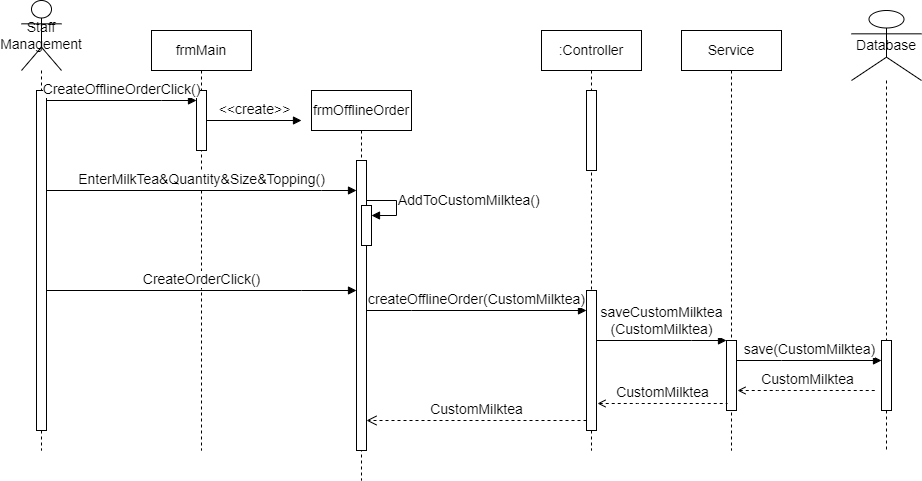 Staff
Management
frmMain
:Controller
Service
Database
CreateOfflineOrderClick()
<<create>>
frmOfflineOrder
EnterMilkTea&Quantity&Size&Topping()
AddToCustomMilktea()
CreateOrderClick()
createOfflineOrder(CustomMilktea)
saveCustomMilktea
(CustomMilktea)
save(CustomMilktea)
CustomMilktea
CustomMilktea
CustomMilktea